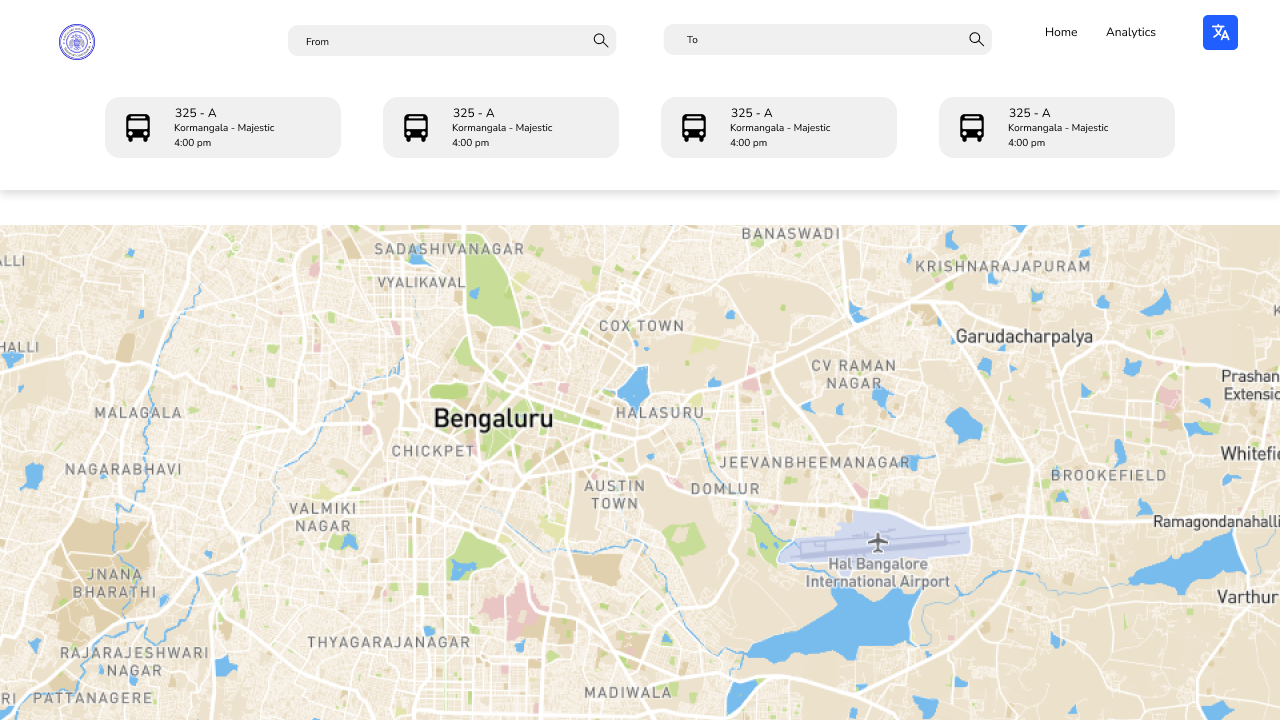 From
To
Home
Analytics
325 - A
Kormangala - Majestic
4:00 pm
325 - A
Kormangala - Majestic
4:00 pm
325 - A
Kormangala - Majestic
4:00 pm
325 - A
Kormangala - Majestic
4:00 pm
BANASWADI
SADASHIVANAGAR
ALLI
KRISHNARAJAPURAM
VYALIKAVAL
K
COX TOWN
Garudacharpalya
HALLI
CV RAMAN
NAGAR
Prashan
Extensio
MALAGALA
Bengaluru
HALASURU
CHICKPET
Whitefie
NAGARABHAVI
JEEVANBHEEMANAGAR
BROOKEFIELD
AUSTIN
TOWN
DOMLUR
VALMIKI
NAGAR
Ramagondanahalli
Hal Bangalore
International Airport
JNANA
BHARATHI
Varthur
THYAGARAJANAGAR
RAJARAJESHWARI
NAGAR
MADIWALA
RI
PATTANAGERE